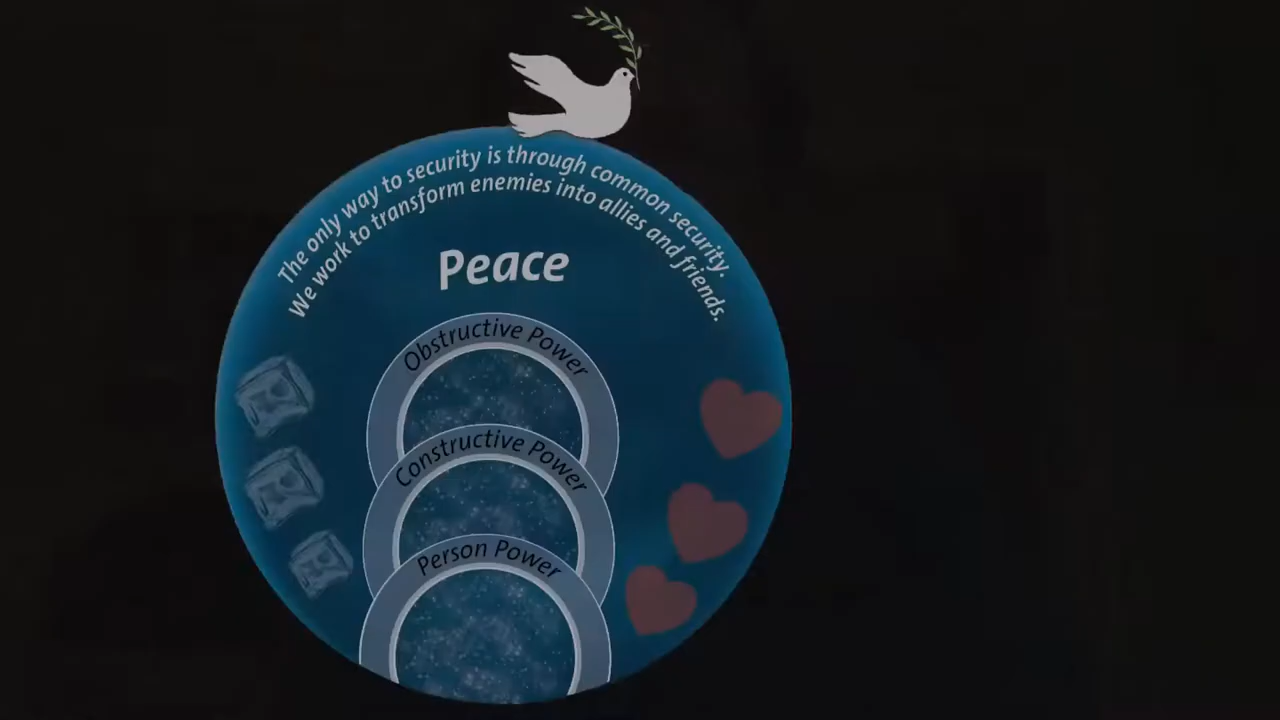 The only way to security is through common security.
We work to transform enemies into allies and friends.
Peace
Obstructive Power
Constructive Power
Person Power